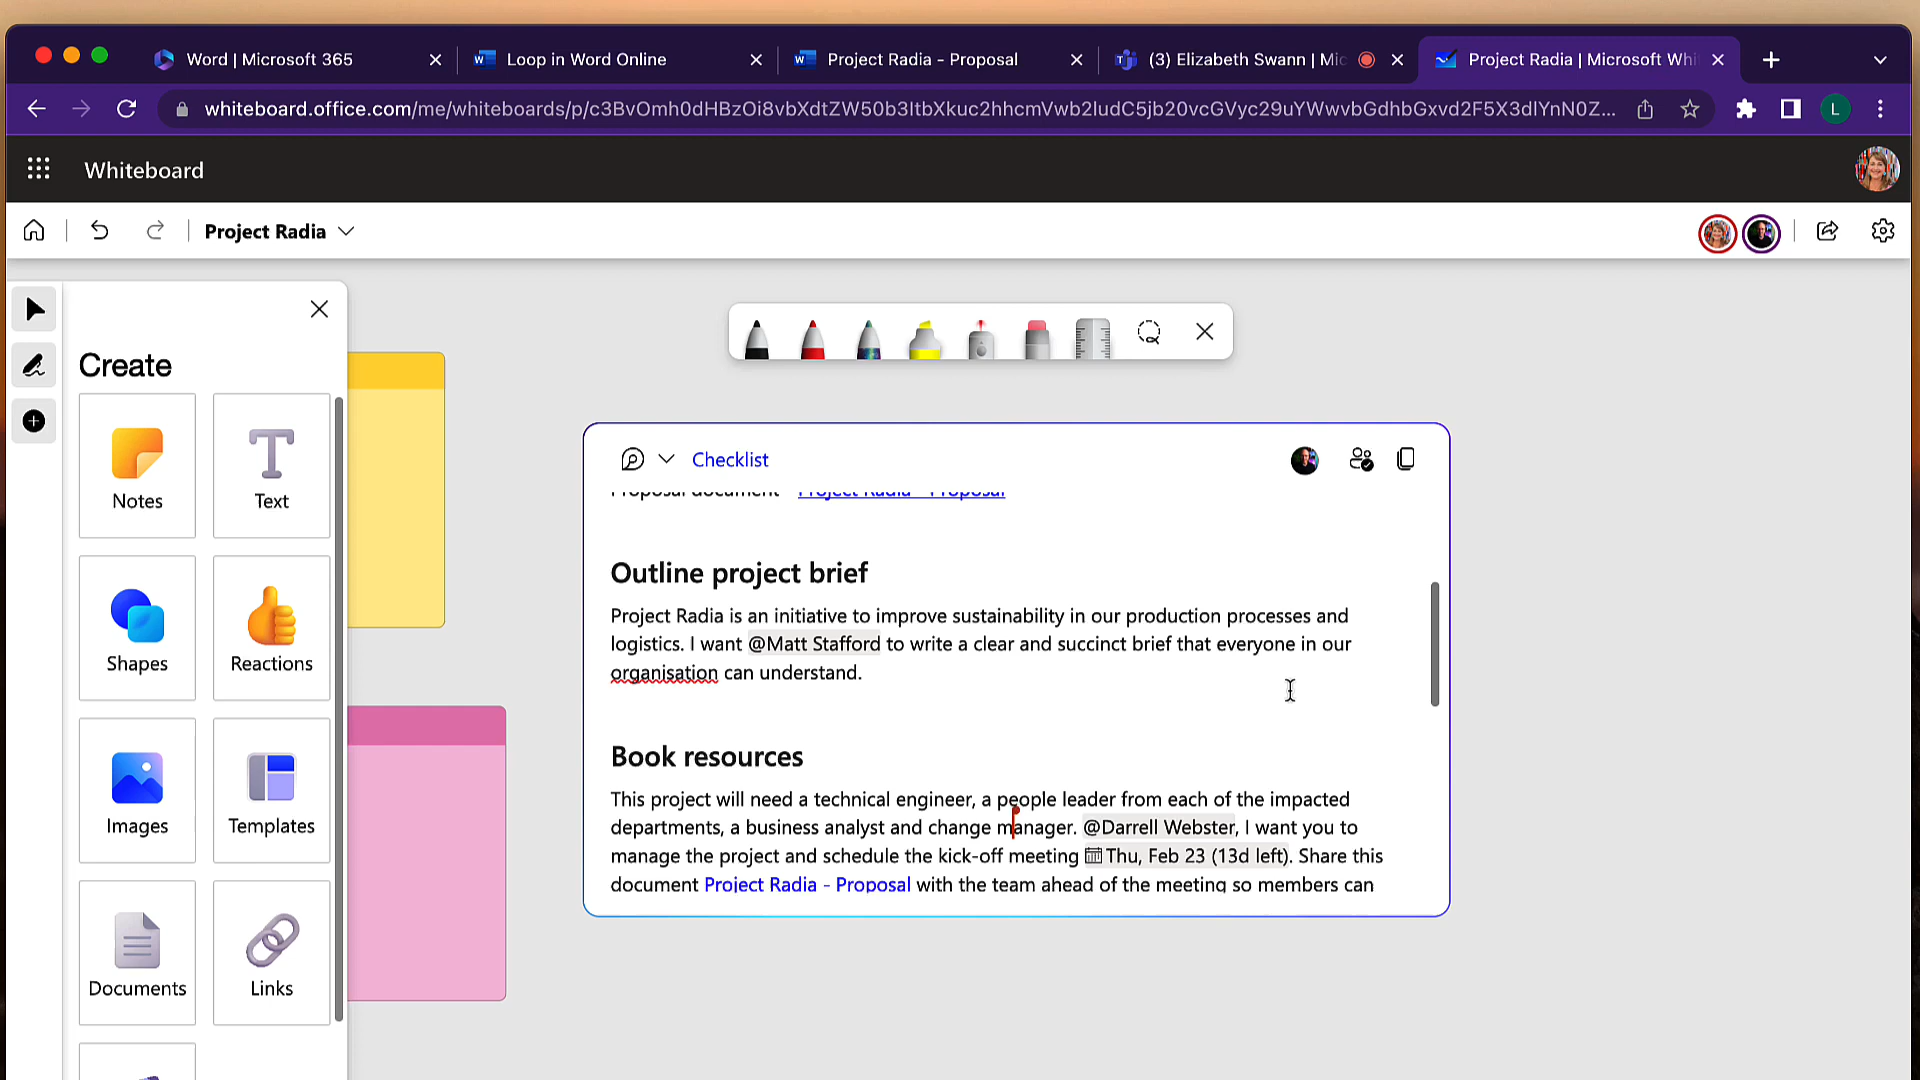 Word | Microsoft 365
Loop in Word Online
Project Radia - Proposal
(3) Elizabeth Swann | Mic
Project Radia | Microsoft Whi
whiteboard.office.com/me/whiteboards/p/c3BvOmh0dHBzOi8vbXdtZW50b3ItbXkuc2hhcmVwb2ludC5jb20vcGVyc29uYWwvbGdhbGxvd2F5X3dlYnN0Z...
L
Whiteboard
Project Radia
Create
Notes
Text
Shapes
Reactions
Images
Templates
Documents
Links
Checklist
Proposal document Project Radia - Proposal
Outline project brief
Project Radia is an initiative to improve sustainability in our production processes and
logistics. I want @Matt Stafford to write a clear and succinct brief that everyone in our
organisation can understand.
Book resources
This project will need a technical engineer, a people leader from each of the impacted
departments, a business analyst and change manager. @Darrell Webster, I want you to
manage the project and schedule the kick-off meeting Thu, Feb 23 (13d left). Share this
document Project Radia - Proposal with the team ahead of the meeting so members can